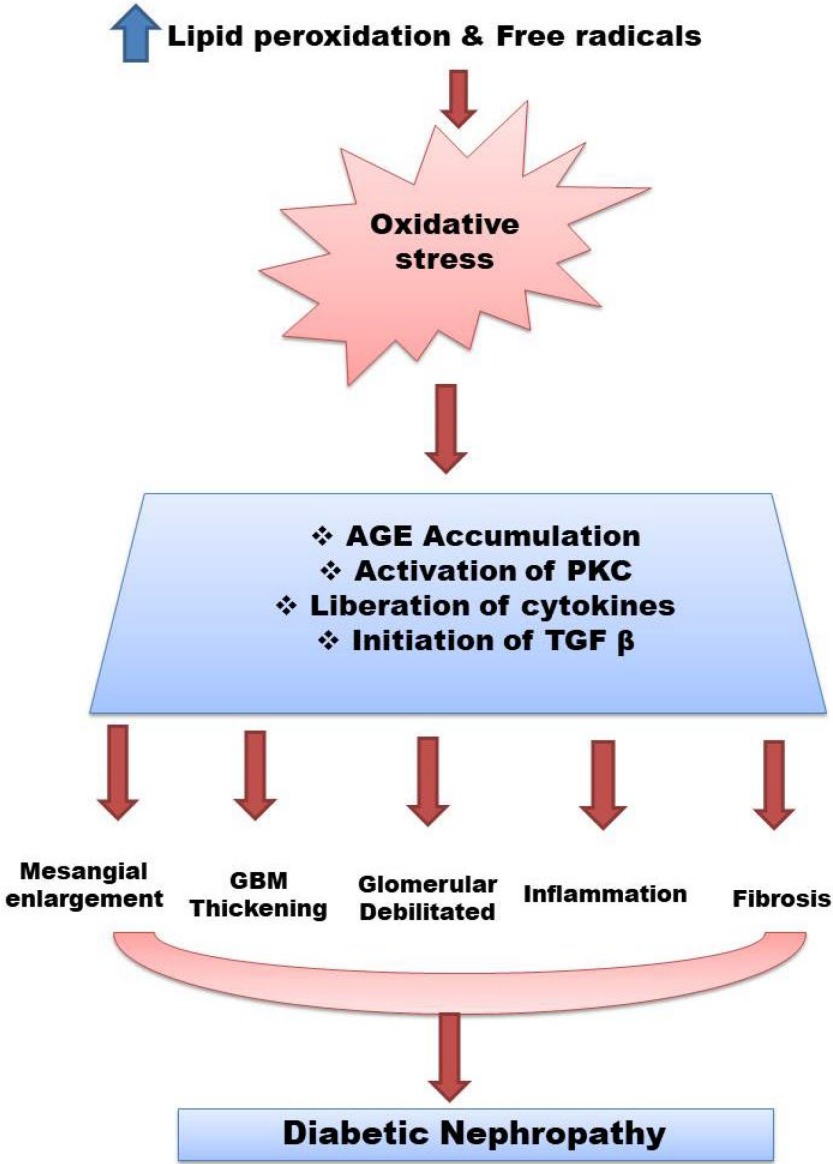 Lipid peroxidation & Free radicals
Oxidative
stress
❖ AGE Accumulation
❖ Activation of PKC
❖ Liberation of cytokines
❖ Initiation of TGF β
Mesangial
enlargement
GBM
Thickening
Glomerular
Debilitated
Inflammation
Fibrosis
Diabetic Nephropathy